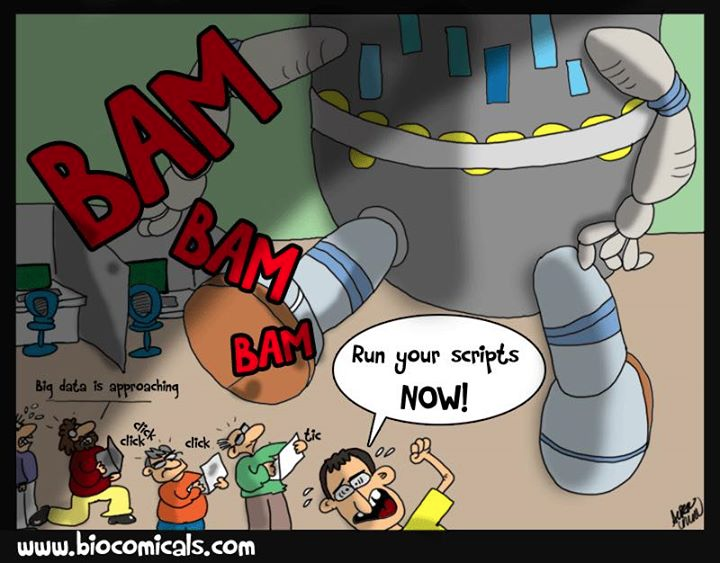 BAM
BAM
BAM
Run your scripts
NOW!
Big data is approaching
click
click
click
tic
www.biocomicals.com